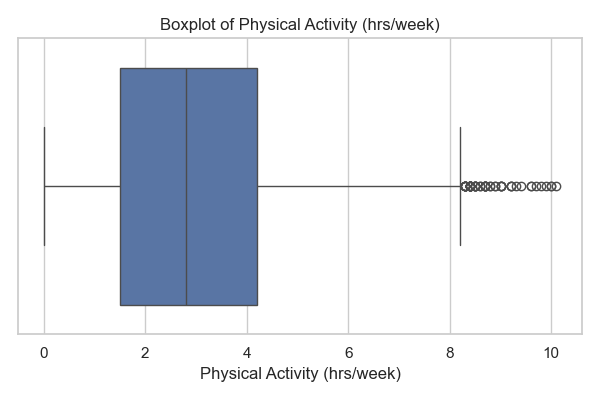 Boxplot of Physical Activity (hrs/week)
0 2 4 6 8 10
Physical Activity (hrs/week)